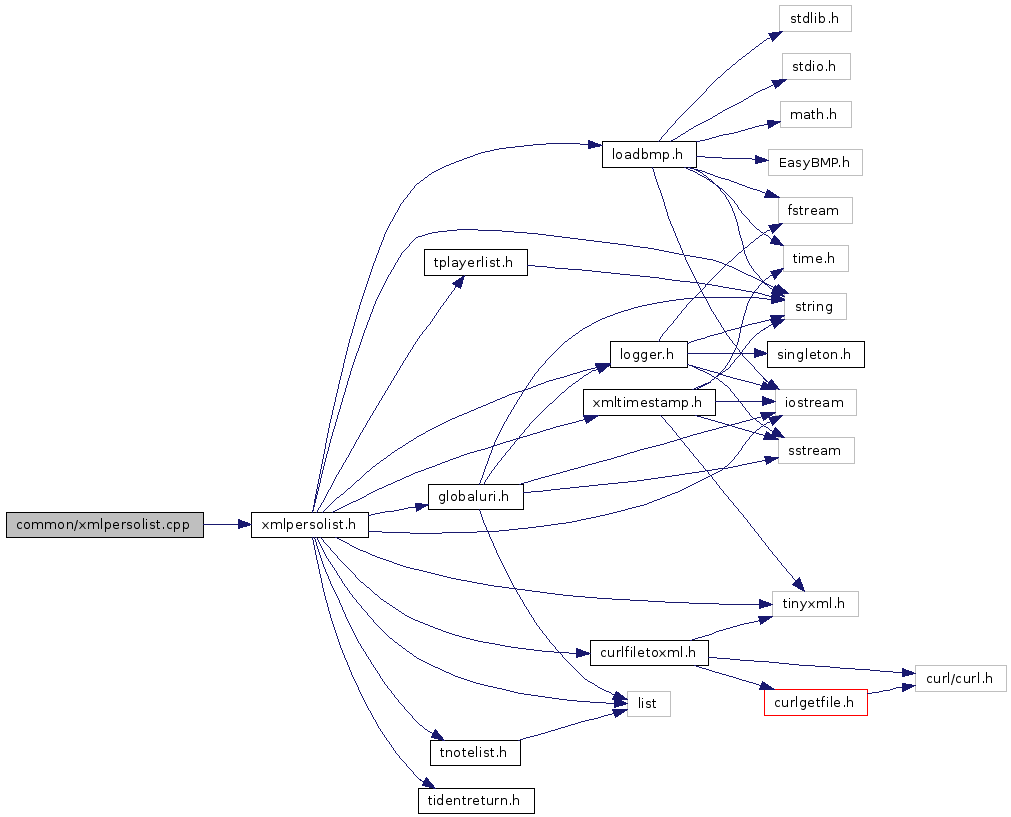 stdlib.h
stdio.h
math.h
loadbmp.h
EasyBMP.h
fstream
time.h
tplayerlist.h
string
logger.h
singleton.h
xmltimestamp.h
iostream
sstream
globaluri.h
common/xmlpersolist.cpp
xmlpersolist.h
tinyxml.h
curlfiletoxml.h
curl/curl.h
list
curlgetfile.h
tnotelist.h
tidentreturn.h